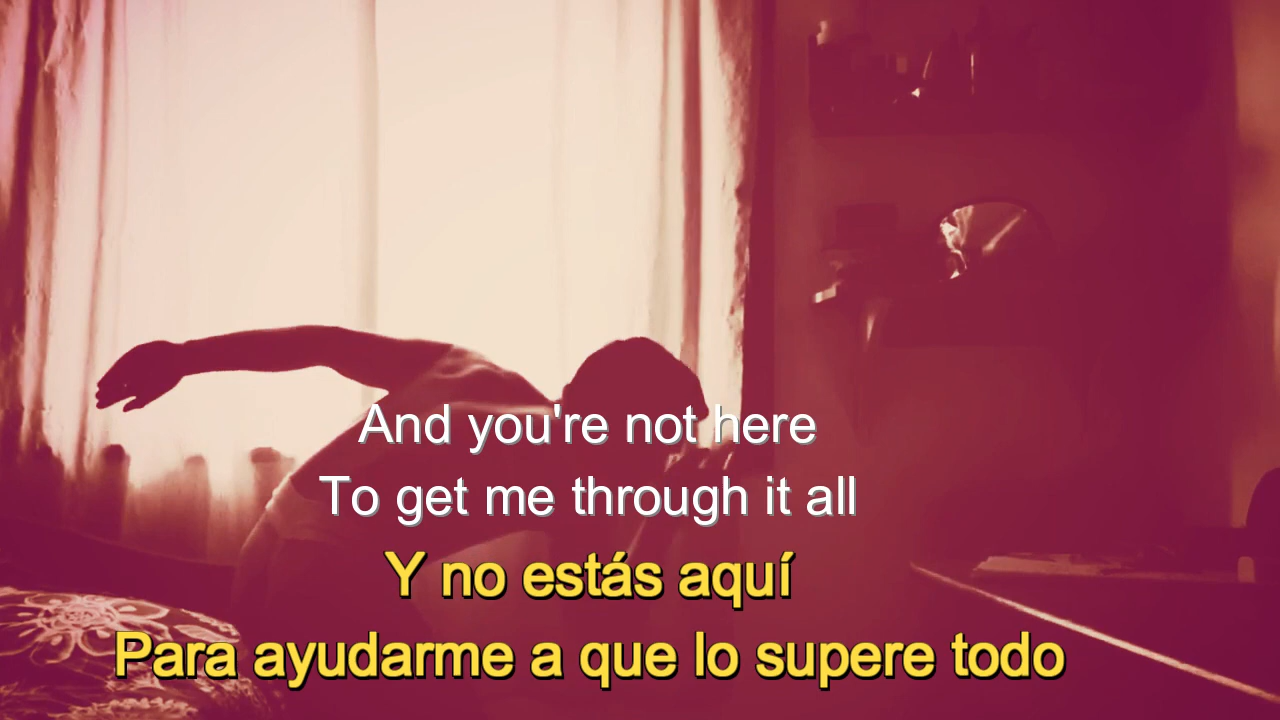 And you're not here
To get me through it all
Y no estás aquí
Para ayudarme a que lo supere todo